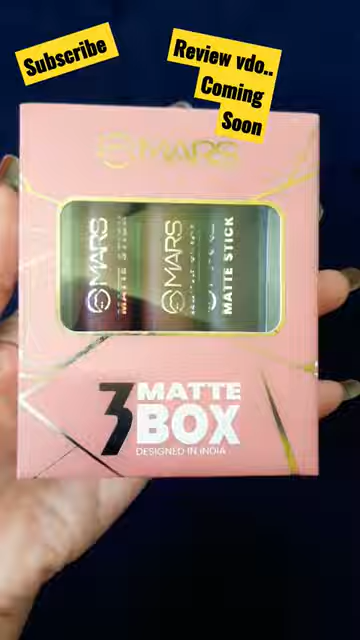 Subscribe
Review vdo..
Coming
Soon
MARS
MARS
MATTE STICK
MARS
MATTE STICK
3 MATTE
BOX
DESIGNED IN INDIA